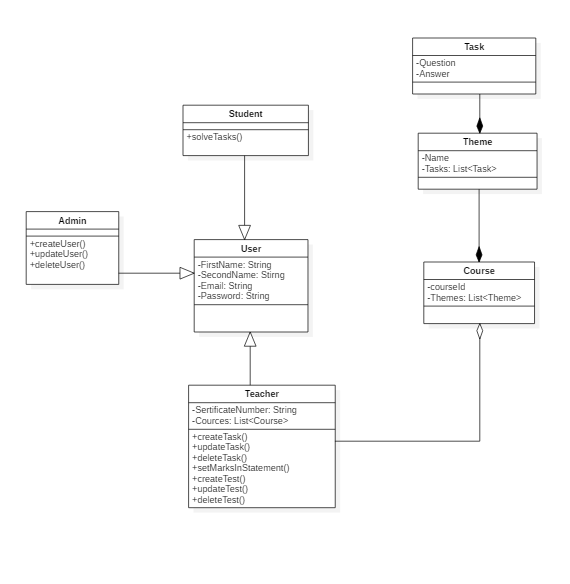 Task
-Question
-Answer
Student
+solveTasks()
Theme
-Name
-Tasks: List<Task>
Admin
+createUser()
+updateUser()
+deleteUser()
User
-FirstName: String
-SecondName: Stirng
-Email: String
-Password: String
Course
-courseId
-Themes: List<Theme>
Teacher
-SertificateNumber: String
-Cources: List<Course>
+createTask()
+updateTask()
+deleteTask()
+setMarksInStatement()
+createTest()
+updateTest()
+deleteTest()